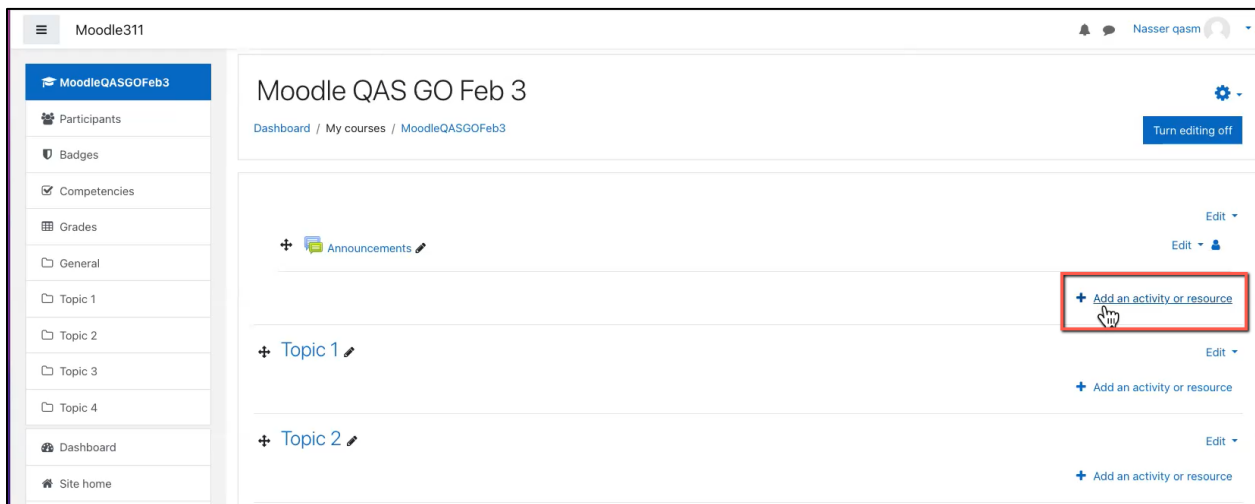 Moodle311
Nasser qasm
MoodleQASGOFeb3
Participants
Badges
Competencies
Grades
General
Topic 1
Topic 2
Topic 3
Topic 4
Dashboard
Site home
Moodle QAS GO Feb 3
Dashboard / My courses / MoodleQASGOFeb3
Turn editing off
Edit
Announcements
Edit
Add an activity or resource
Topic 1
Edit
Add an activity or resource
Topic 2
Edit
Add an activity or resource